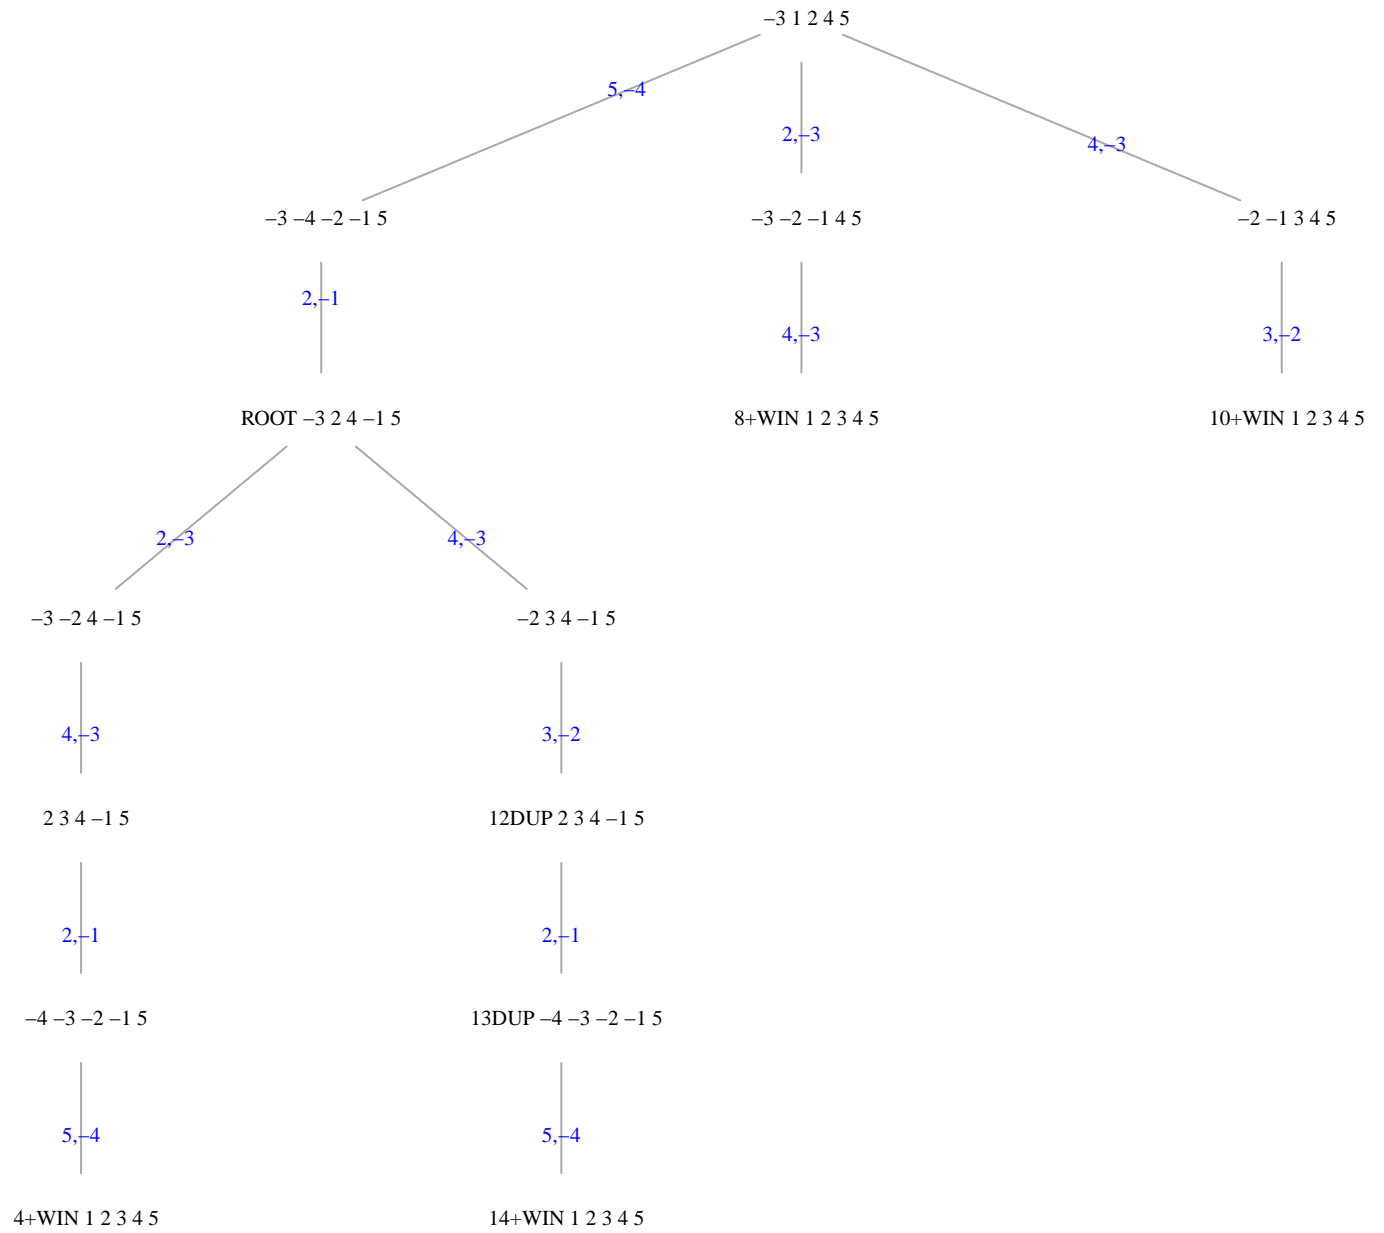 –3 1 2 4 5
5,–4
2,–3
4,–3
–3 –4 –2 –1 5
–3 –2 –1 4 5
–2 –1 3 4 5
2,–1
4,–3
3,–2
ROOT –3 2 4 –1 5
8+WIN 1 2 3 4 5
10+WIN 1 2 3 4 5
2,–3
4,–3
–3 –2 4 –1 5
–2 3 4 –1 5
4,–3
3,–2
2 3 4 –1 5
12DUP 2 3 4 –1 5
2,–1
2,–1
–4 –3 –2 –1 5
13DUP –4 –3 –2 –1 5
5,–4
5,–4
4+WIN 1 2 3 4 5
14+WIN 1 2 3 4 5